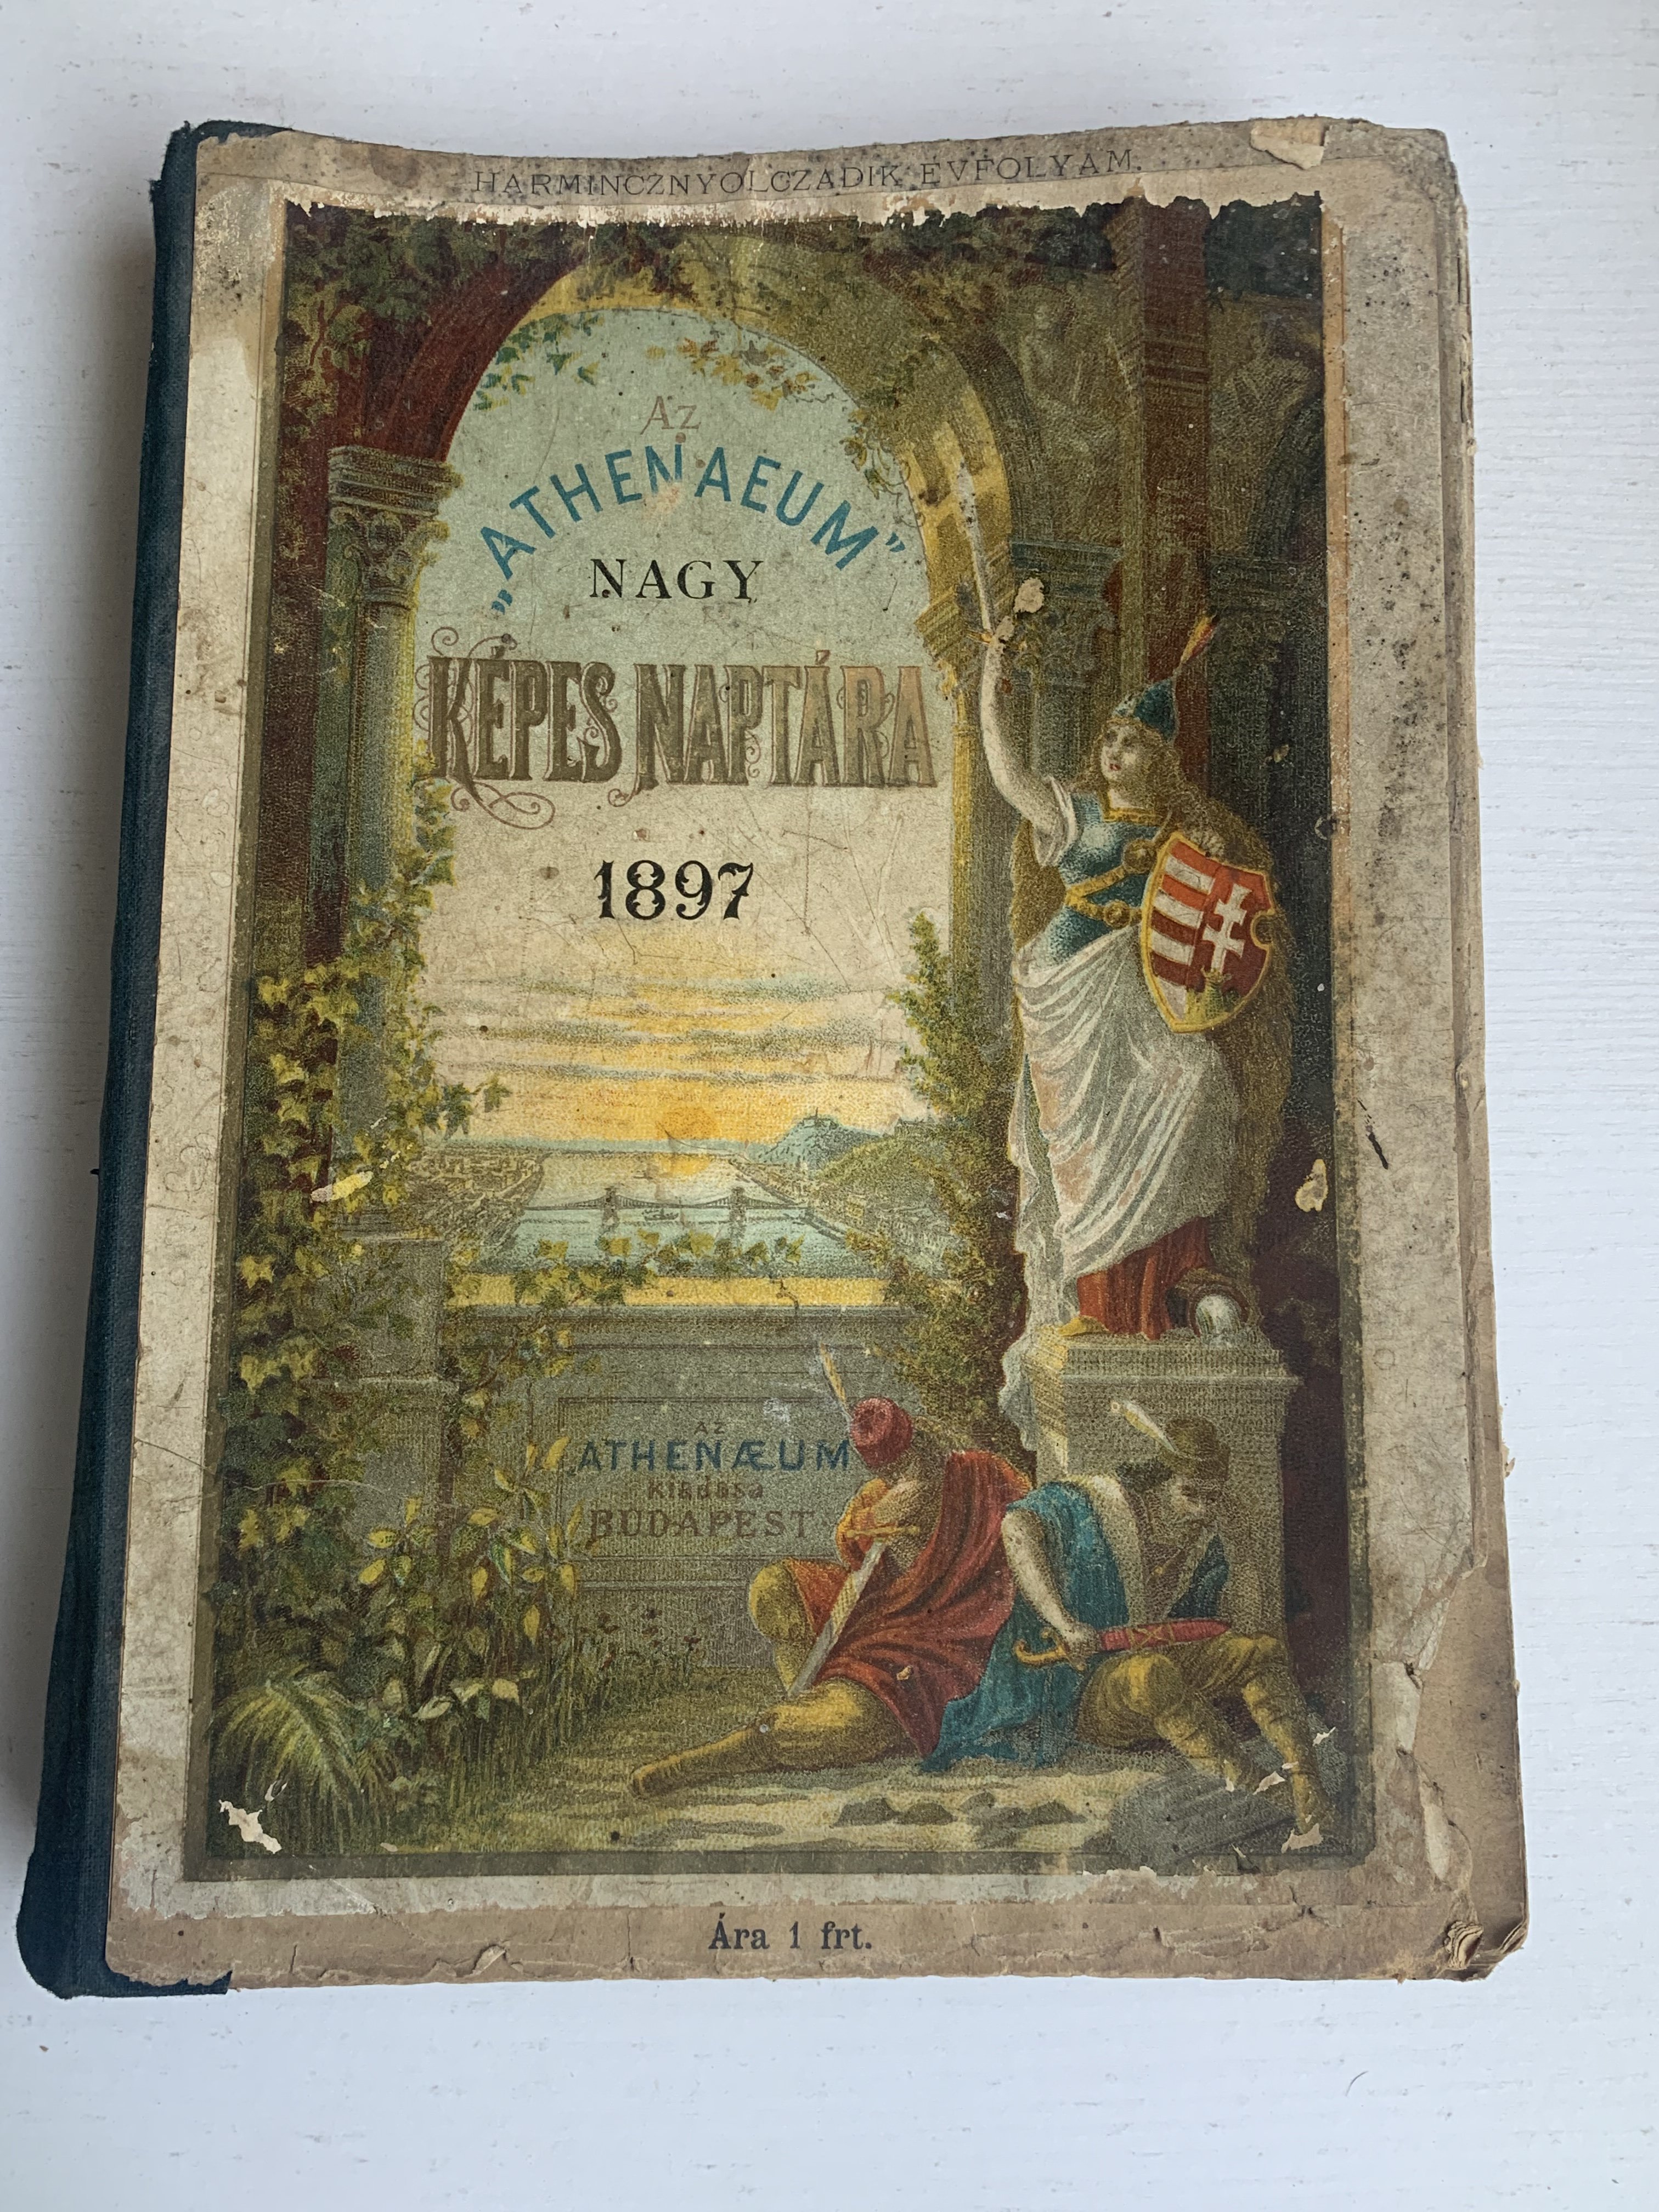 HARMINCZNYOLCZADIK ÉVFOLYAM.
Az
„ATHENAEUM”
NAGY
KÉPES NAPTÁRA
1897
AZ
ATHENÆUM
Kiadása
BUDAPEST.
Ára 1 frt.